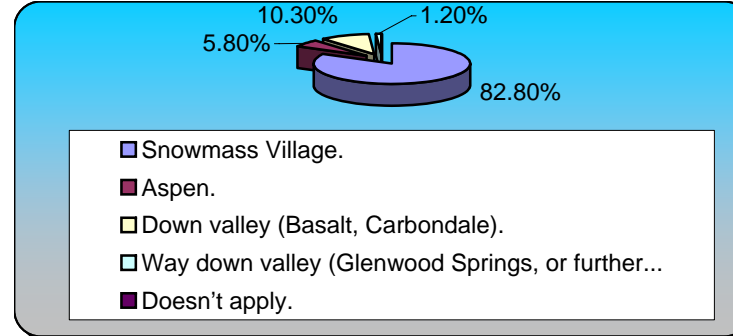 10.30% 1.20%
5.80%
82.80%
Snowmass Village.
Aspen.
Down valley (Basalt, Carbondale).
Way down valley (Glenwood Springs, or further...
Doesn't apply.